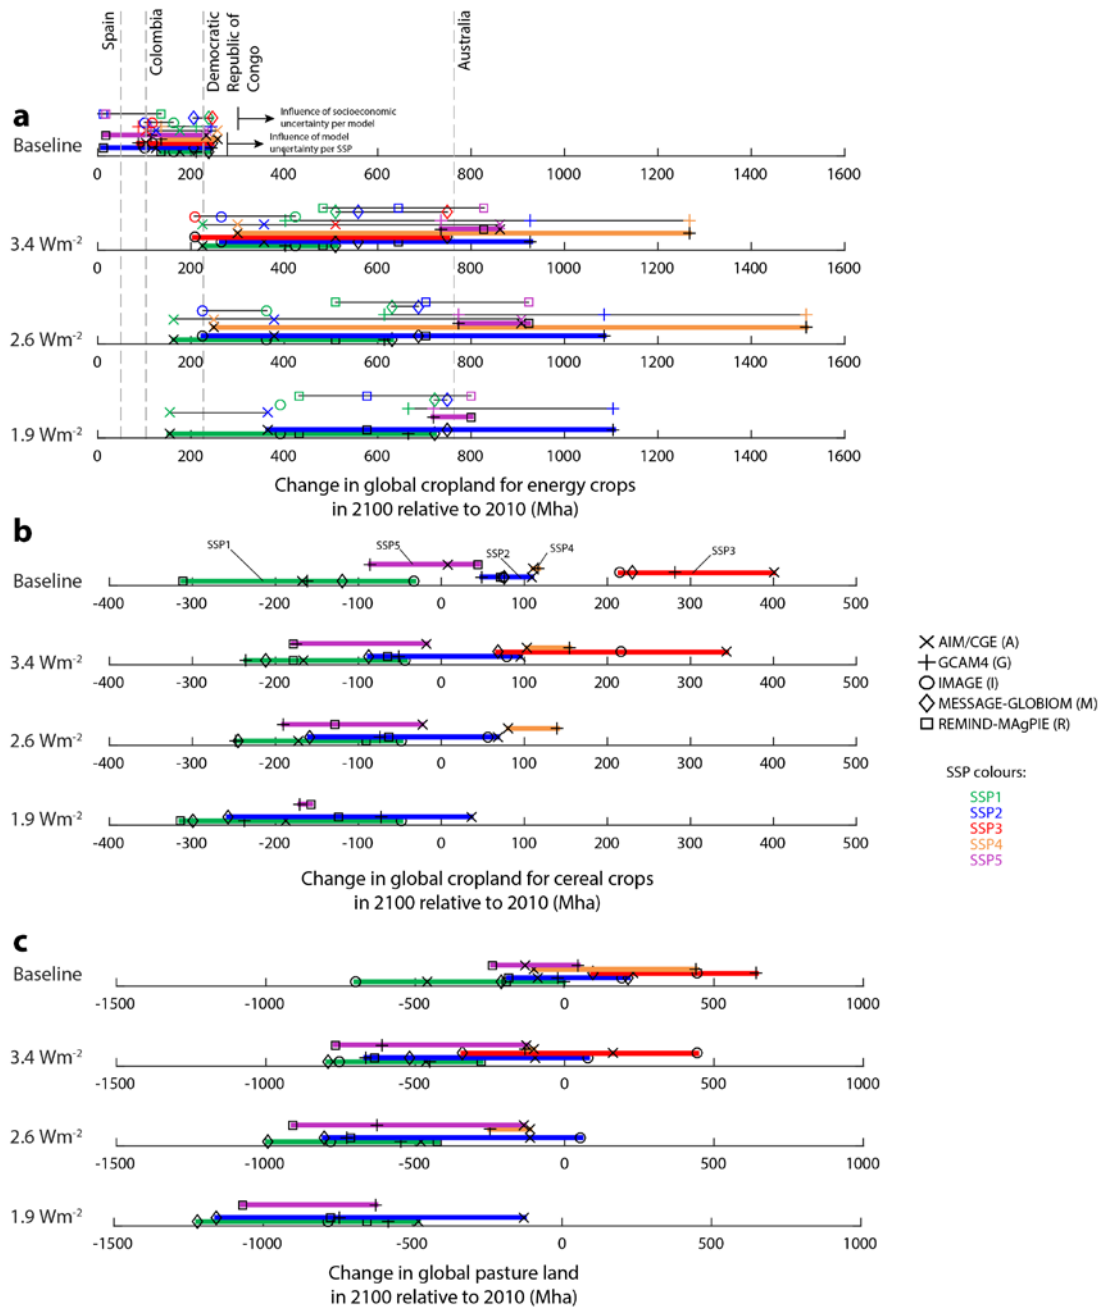 Spain
Colombia
Democratic
Republic of
Congo
Australia
a
Influence of socioeconomic
uncertainty per model
Influence of model
uncertainty per SSP
Baseline
0 200 400 600 800 1000 1200 1400 1600
3.4 Wm-2
0 200 400 600 800 1000 1200 1400 1600
2.6 Wm-2
0 200 400 600 800 1000 1200 1400 1600
1.9 Wm-2
0 200 400 600 800 1000 1200 1400 1600
Change in global cropland for energy crops
in 2100 relative to 2010 (Mha)
b
SSP1 SSP5 SSP2 SSP4 SSP3
Baseline
-400 -300 -200 -100 0 100 200 300 400 500
3.4 Wm-2
-400 -300 -200 -100 0 100 200 300 400 500
2.6 Wm-2
-400 -300 -200 -100 0 100 200 300 400 500
1.9 Wm-2
-400 -300 -200 -100 0 100 200 300 400 500
Change in global cropland for cereal crops
in 2100 relative to 2010 (Mha)
AIM/CGE (A)
GCAM4 (G)
IMAGE (I)
MESSAGE-GLOBIOM (M)
REMIND-MAgPIE (R)
SSP colours:
SSP1
SSP2
SSP3
SSP4
SSP5
c
Baseline
-1500 -1000 -500 0 500 1000
3.4 Wm-2
-1500 -1000 -500 0 500 1000
2.6 Wm-2
-1500 -1000 -500 0 500 1000
1.9 Wm-2
-1500 -1000 -500 0 500 1000
Change in global pasture land
in 2100 relative to 2010 (Mha)